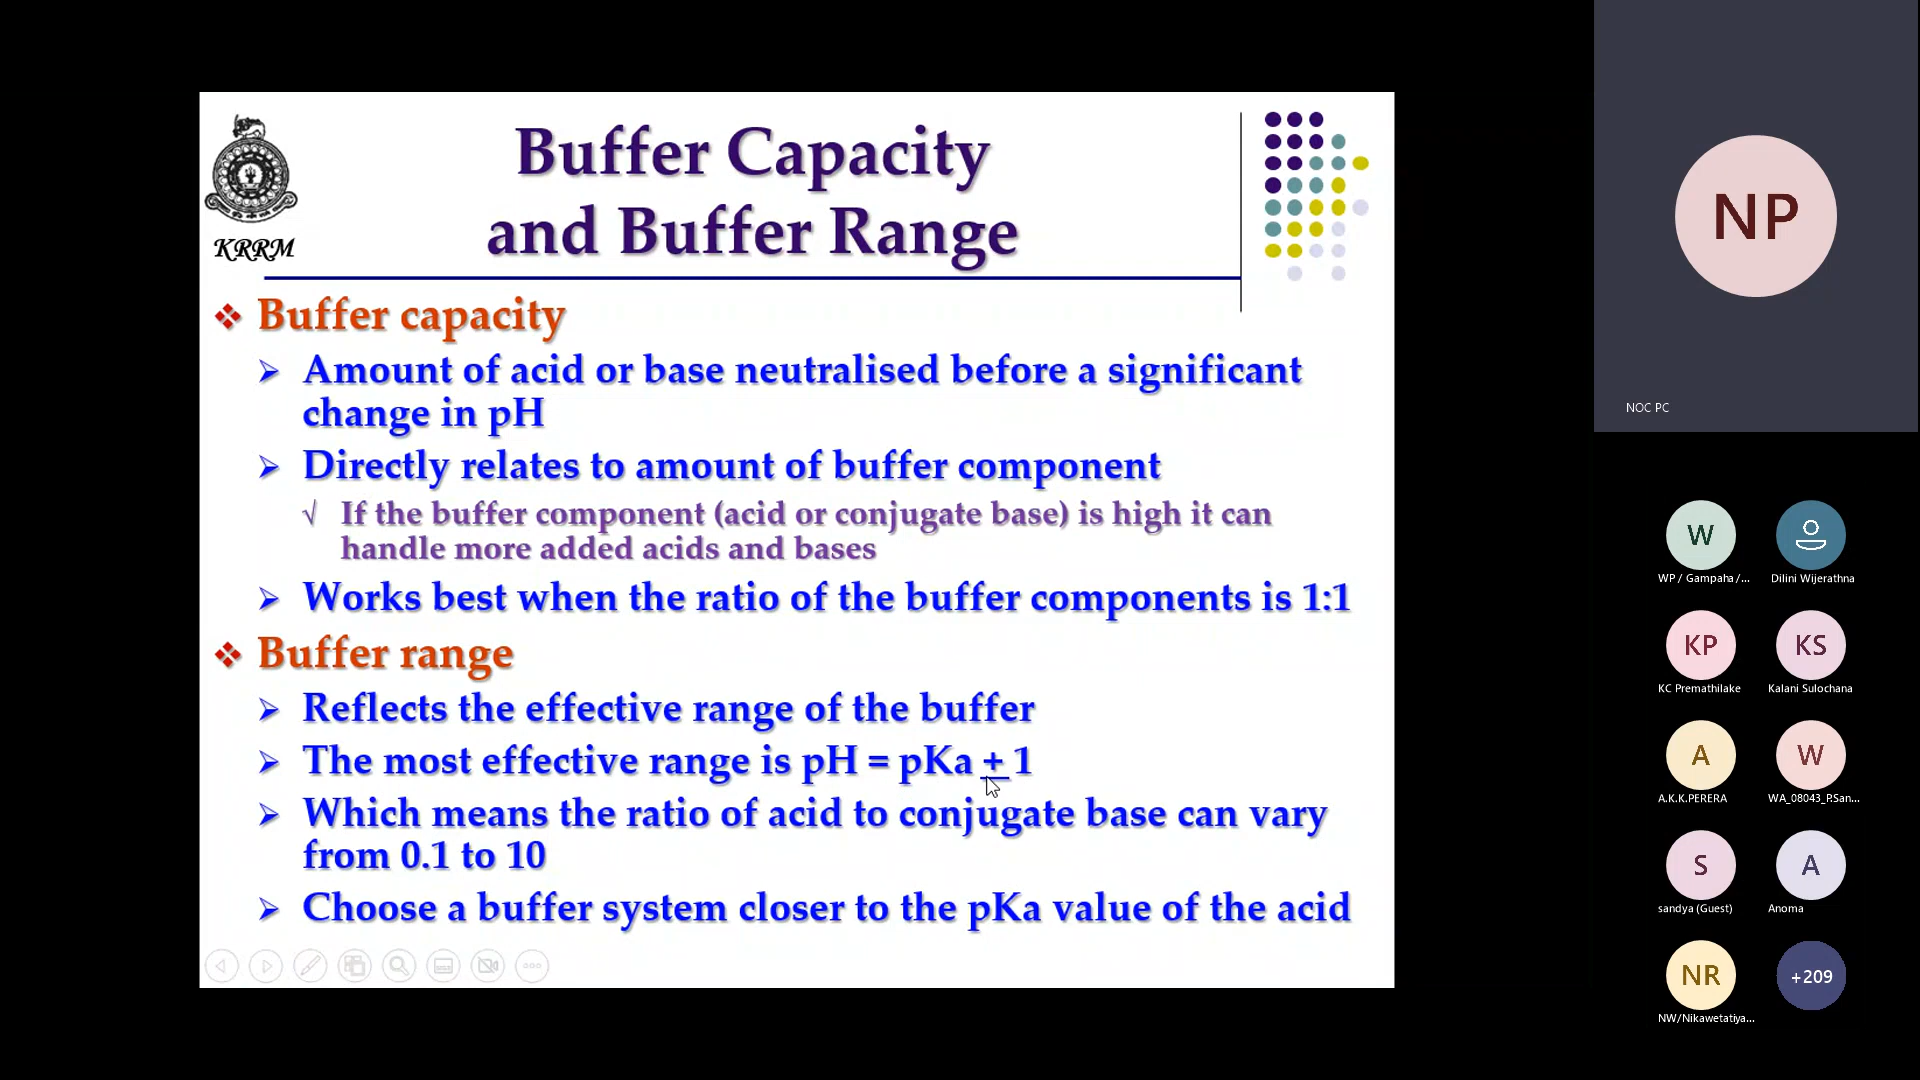 Buffer Capacity
and Buffer Range
KRRM
❖ Buffer capacity
➢ Amount of acid or base neutralised before a significant
change in pH
➢ Directly relates to amount of buffer component
√ If the buffer component (acid or conjugate base) is high it can
handle more added acids and bases
➢ Works best when the ratio of the buffer components is 1:1
❖ Buffer range
➢ Reflects the effective range of the buffer
➢ The most effective range is pH = pKa ± 1
➢ Which means the ratio of acid to conjugate base can vary
from 0.1 to 10
➢ Choose a buffer system closer to the pKa value of the acid
NP
NOC PC
W
WP / Gampaha /...
Dilini Wijerathna
KP
KS
KC Premathilake
Kalani Sulochana
A
W
A.K.K.PERERA
WA_08043_P.San...
S
A
sandya (Guest)
Anoma
NR
+209
NW/Nikawetatiya...